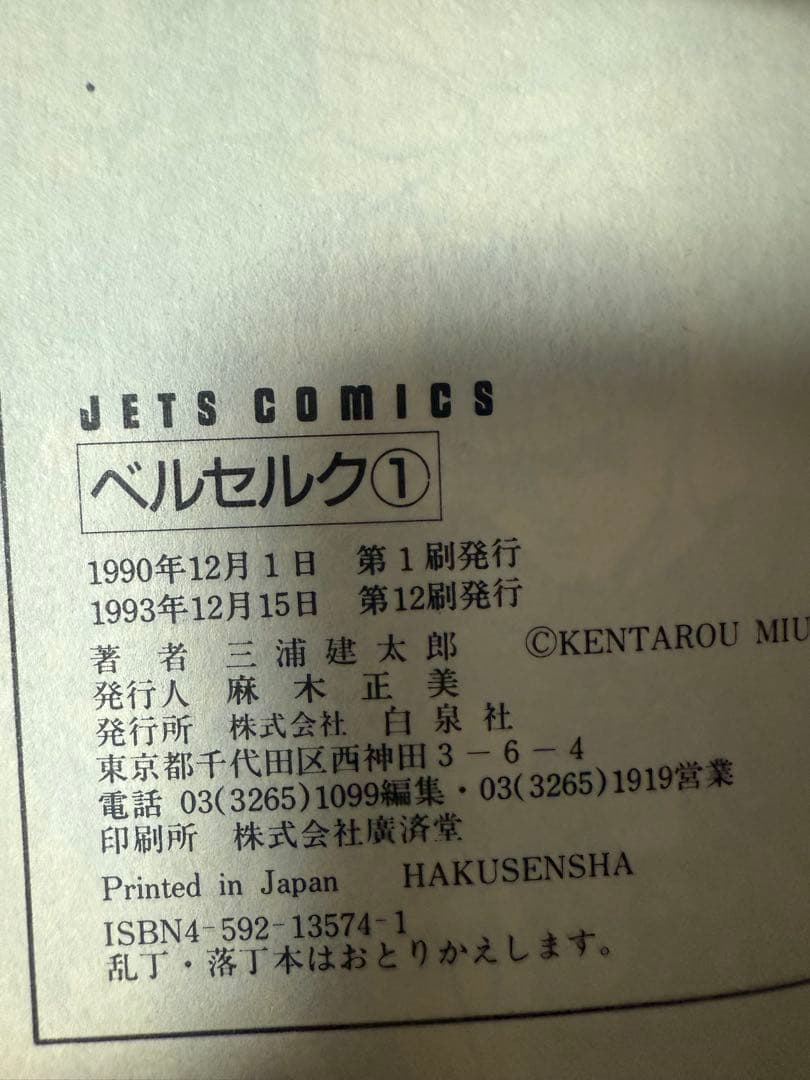 JETS COMICS
ベルセルク①
1990年12月1日 第1刷発行
1993年12月15日 第12刷発行
著者 三浦建太郎 ©KENTAROU MIU
発行人 麻木正美
発行所 株式会社 白泉社
東京都千代田区西神田3-6-4
電話 03(3265)1099編集・03(3265)1919営業
印刷所 株式会社廣済堂
Printed in Japan HAKUSENSHA
ISBN4-592-13574-1
乱丁・落丁本はおとりかえします。